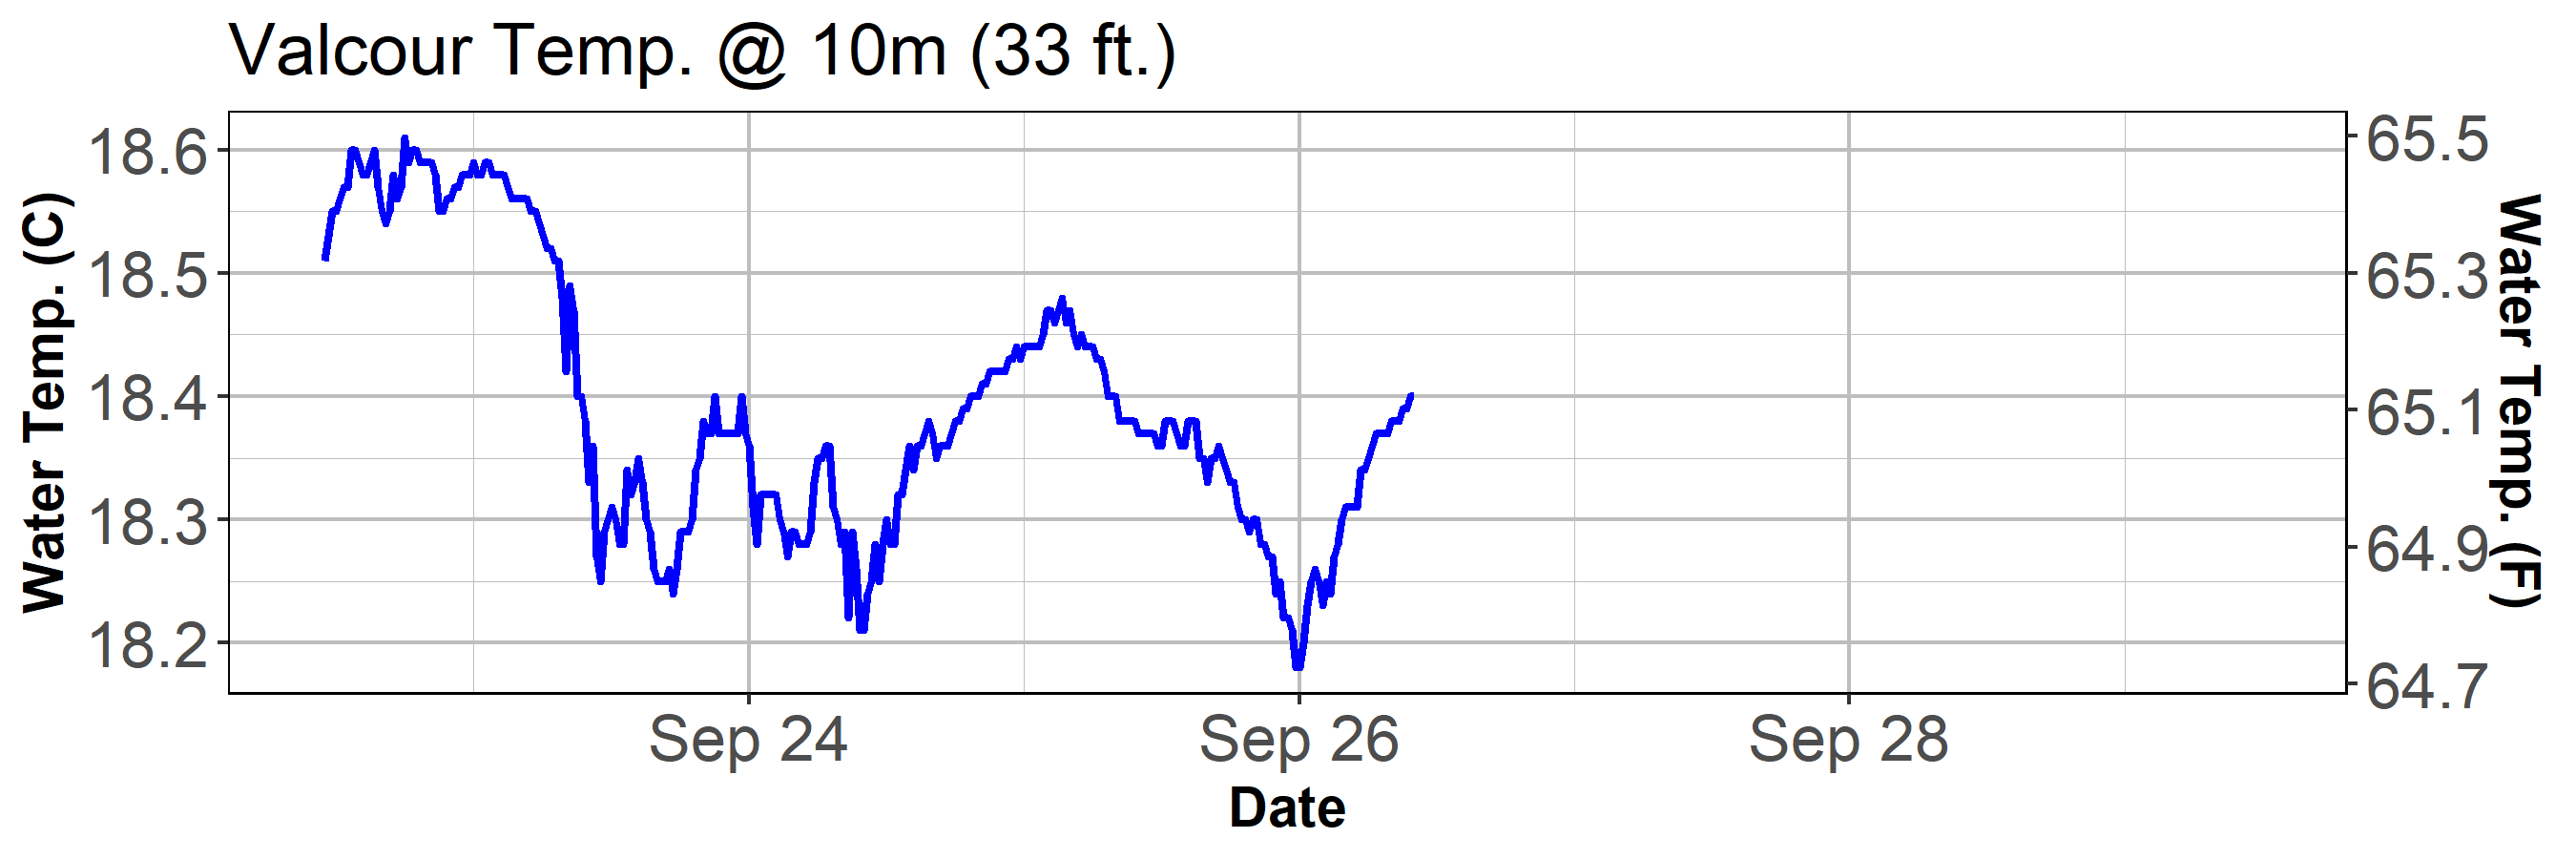 Valcour Temp. @ 10m (33 ft.)
Water Temp. (C)
18.6
18.5
18.4
18.3
18.2
65.5
65.3
65.1
64.9
64.7
Water Temp. (F)
Sep 24
Sep 26
Sep 28
Date